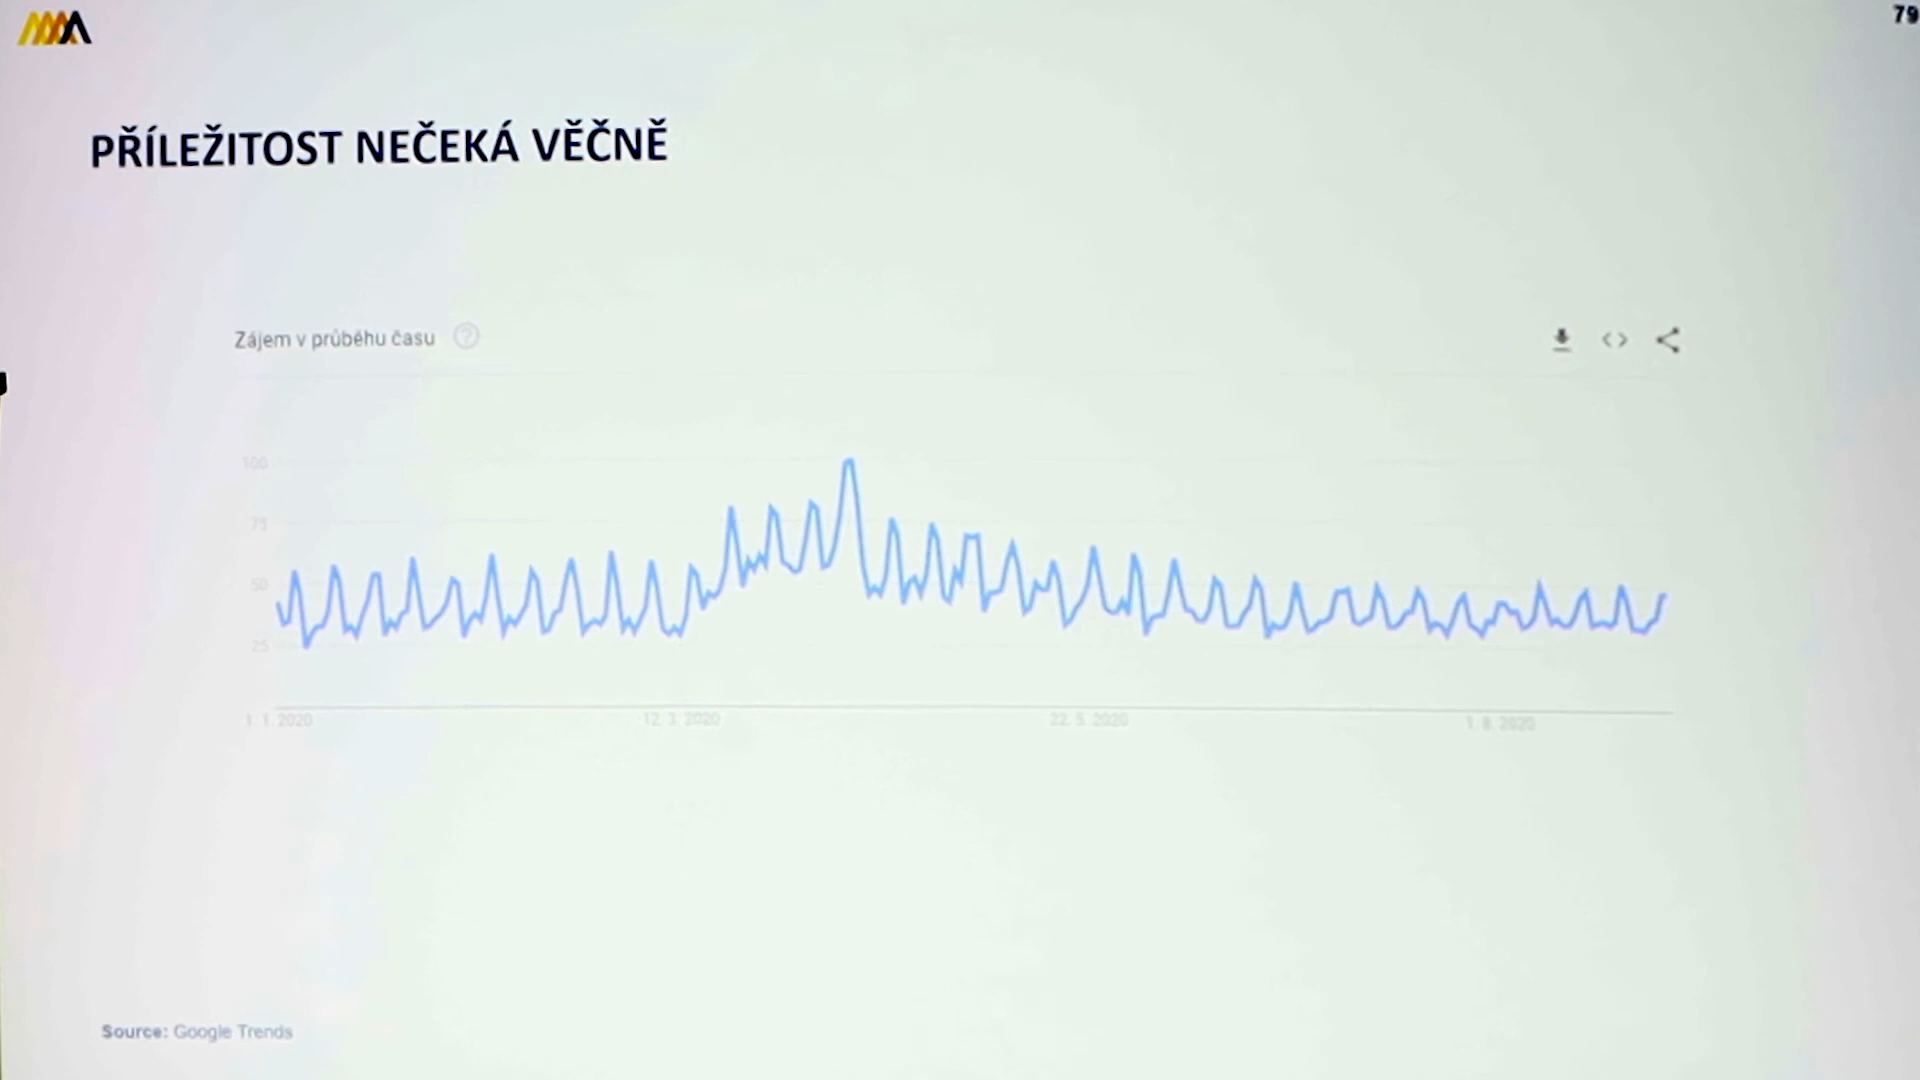 79
PŘÍLEŽITOST NEČEKÁ VĚČNĚ
Zájem v průběhu času
100
75
50
25
1. 1. 2020
12. 3. 2020
22. 5. 2020
1. 8. 2020
Source: Google Trends